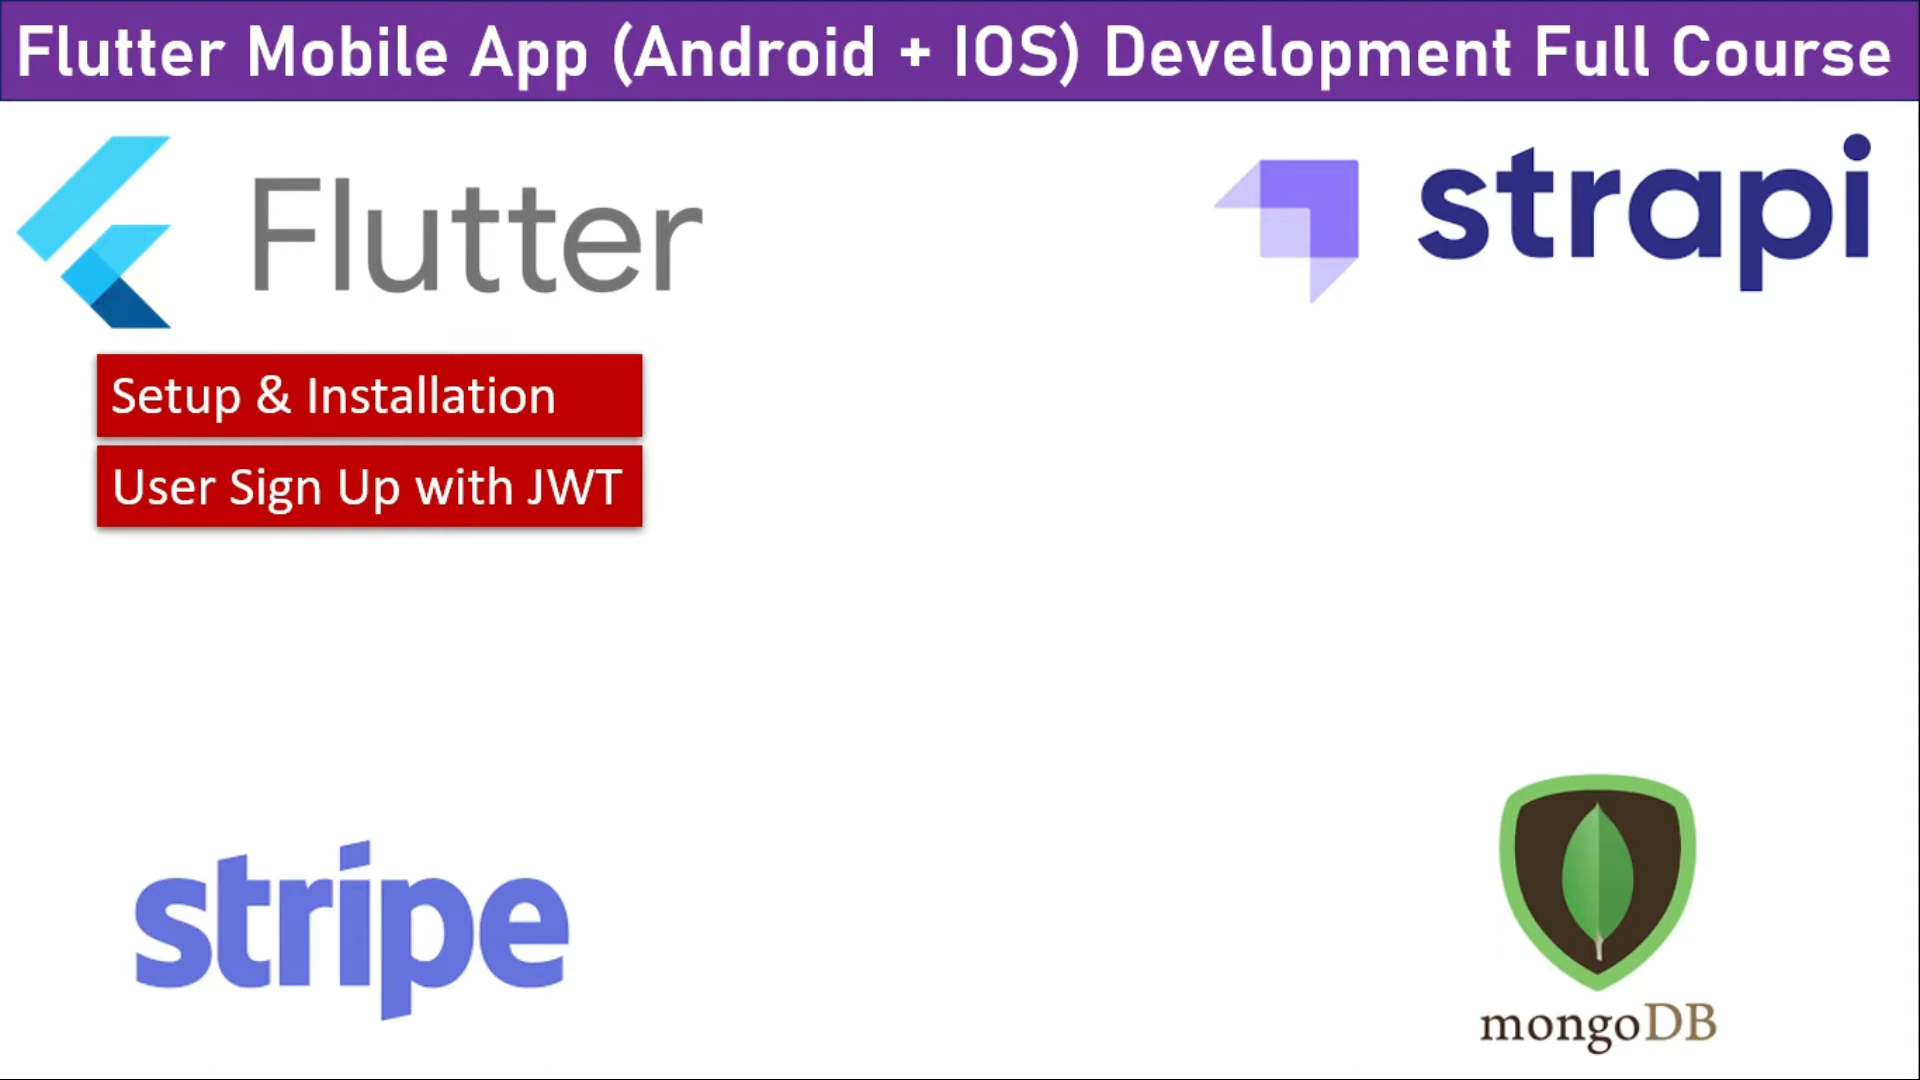 Flutter Mobile App (Android + IOS) Development Full Course
Flutter
strapi
Setup & Installation
User Sign Up with JWT
stripe
mongoDB